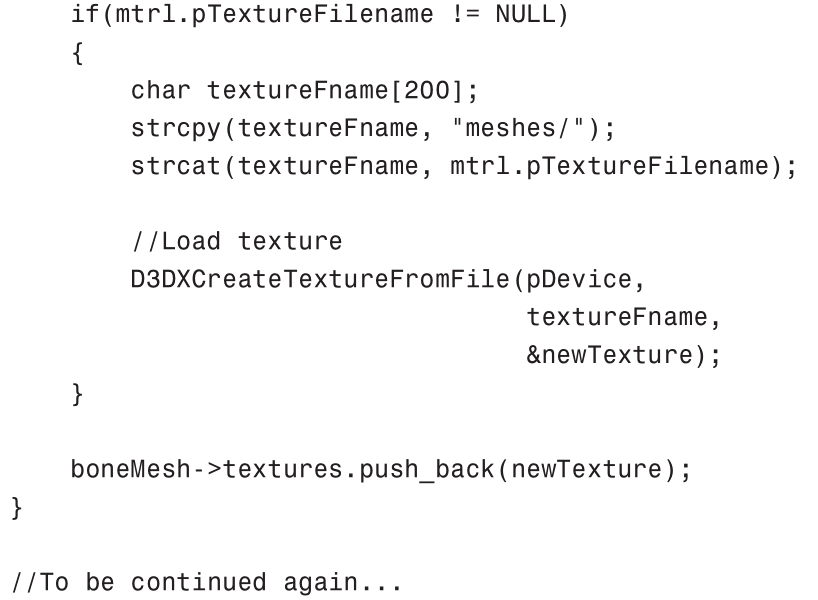 if(mtrl.pTextureFilename != NULL)
{
char textureFname[200];
strcpy(textureFname, "meshes/");
strcat(textureFname, mtrl.pTextureFilename);
//Load texture
D3DXCreateTextureFromFile(pDevice,
textureFname,
&newTexture);
}
boneMesh->textures.push_back(newTexture);
}
//To be continued again...